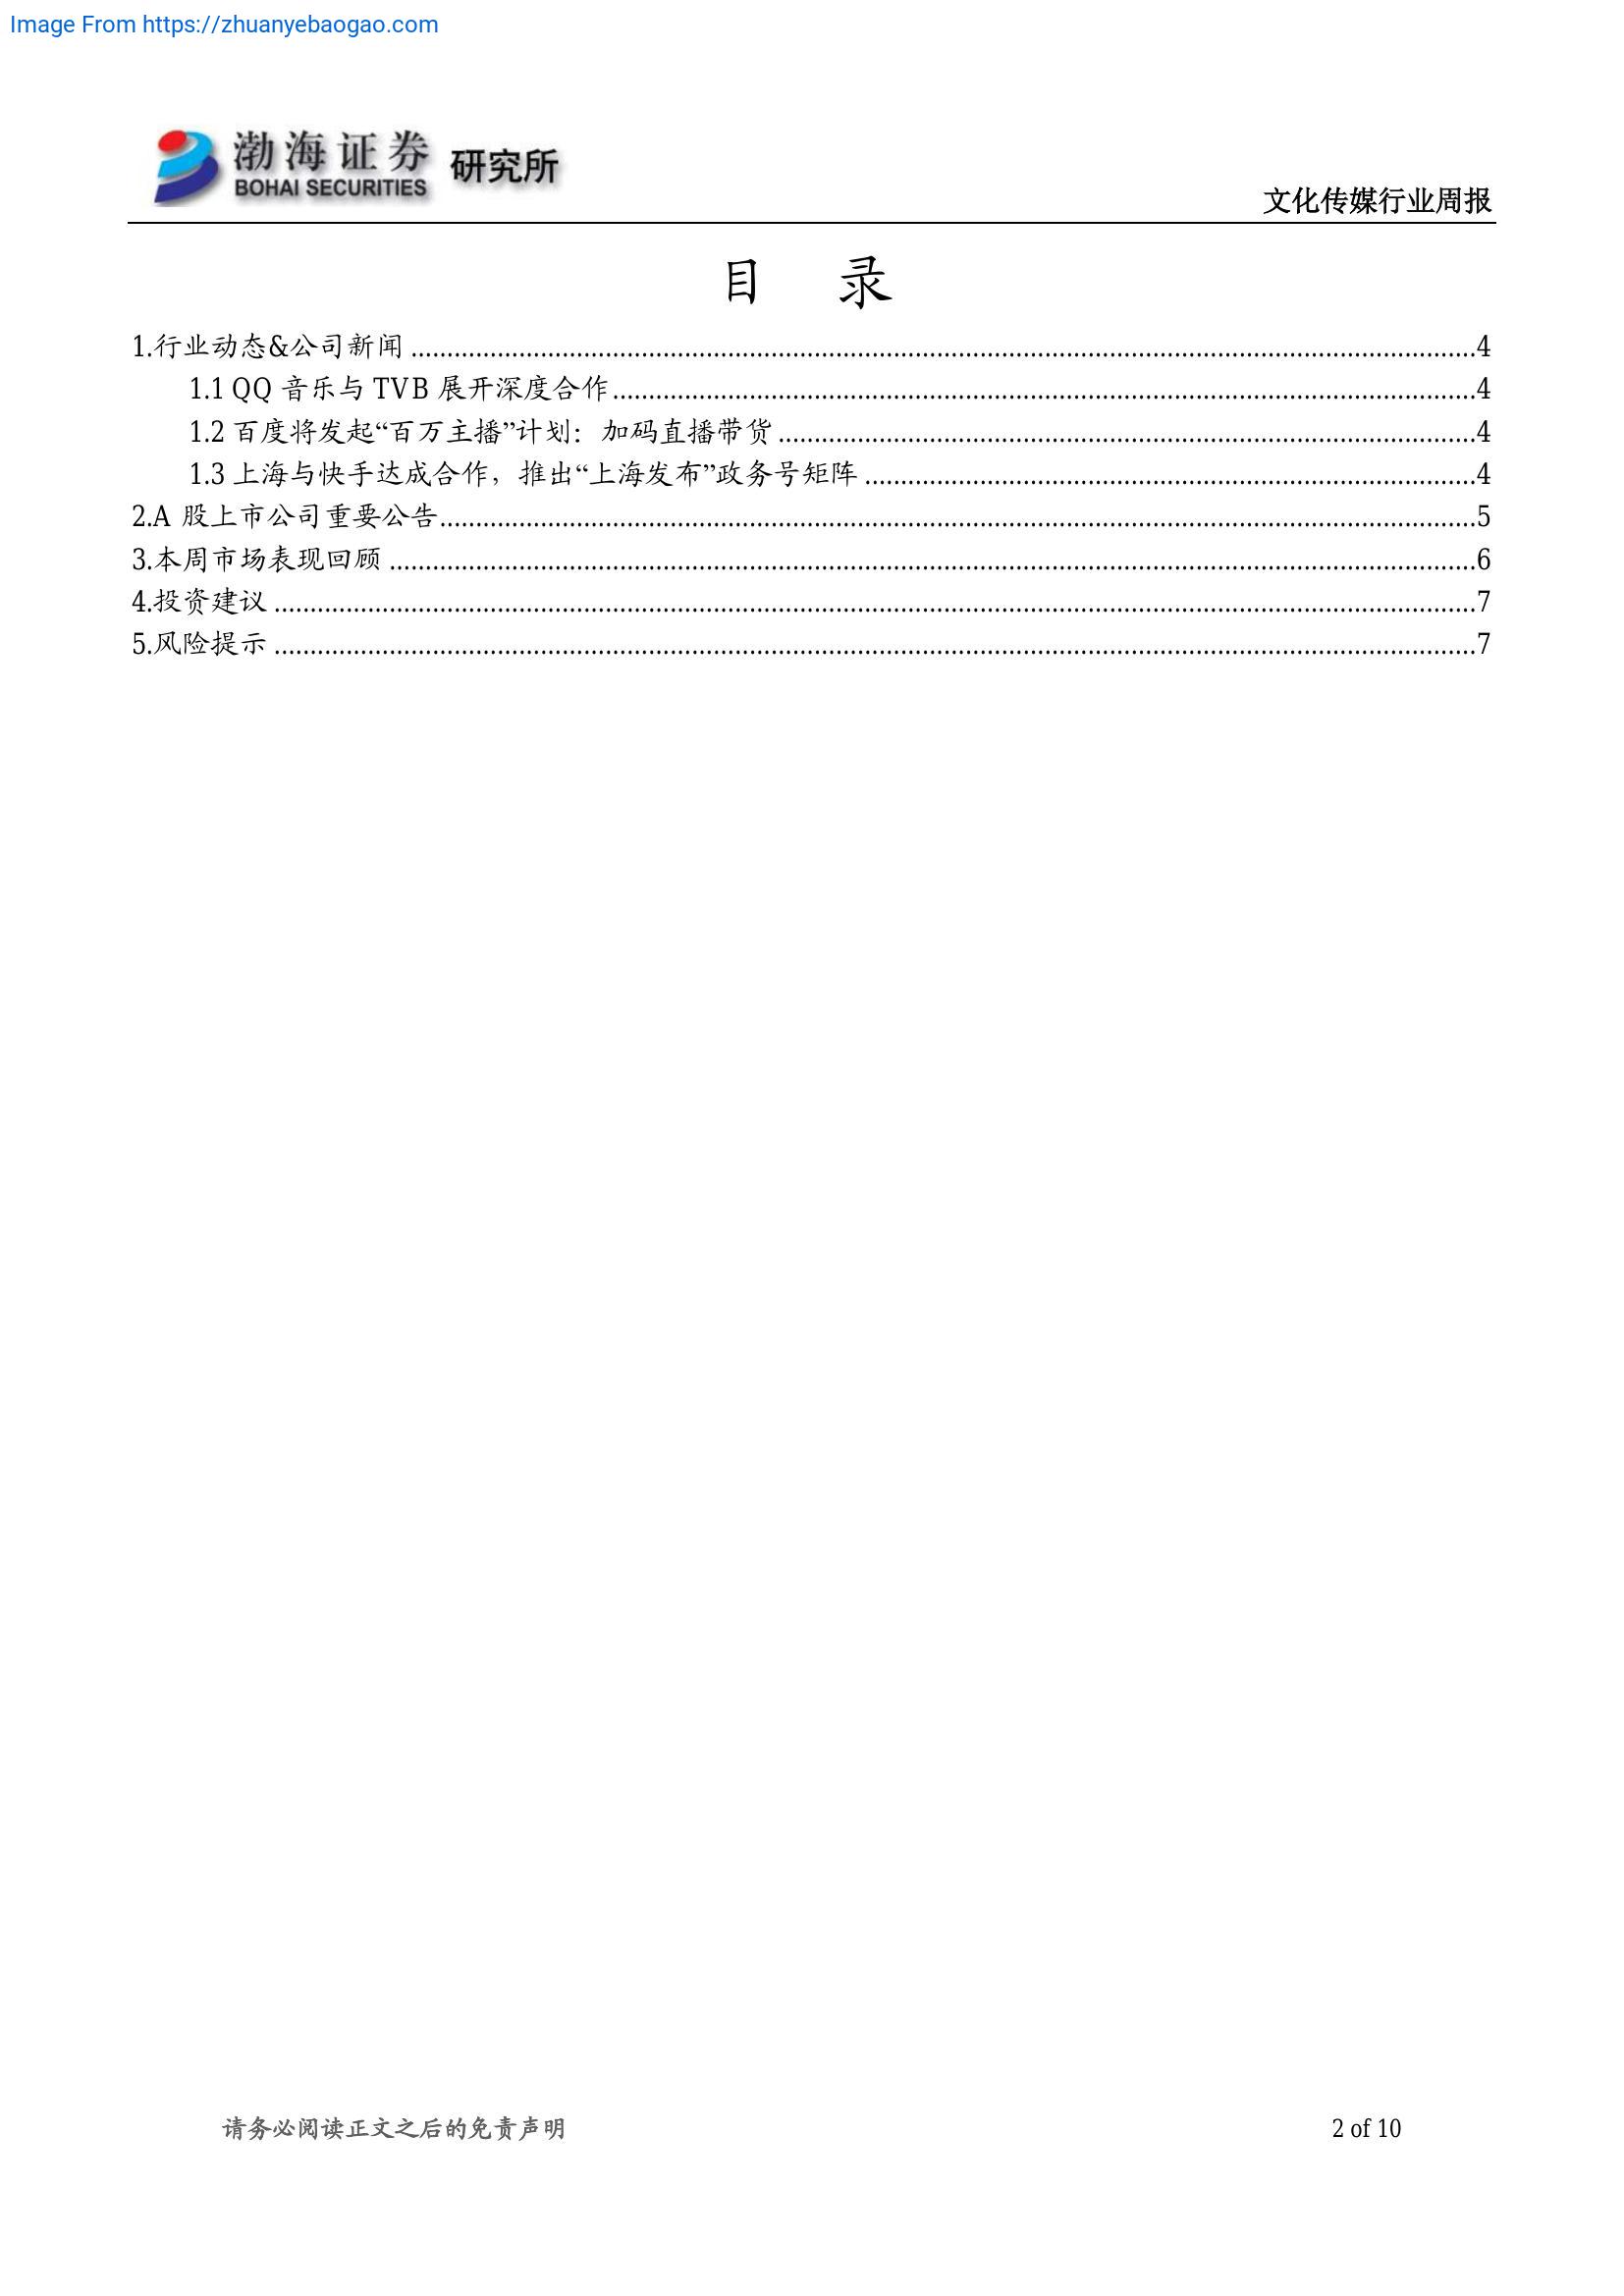 Image From https://zhuanyebaogao.com
渤海证券 研究所
BOHAI SECURITIES
文化传媒行业周报
目 录
1.行业动态&公司新闻 ........ 4
1.1 QQ 音乐与 TVB 展开深度合作 ........ 4
1.2 百度将发起“百万主播”计划：加码直播带货 ........ 4
1.3 上海与快手达成合作，推出“上海发布”政务号矩阵 ........ 4
2.A 股上市公司重要公告 ........ 5
3.本周市场表现回顾 ........ 6
4.投资建议 ........ 7
5.风险提示 ........ 7
请务必阅读正文之后的免责声明 2 of 10